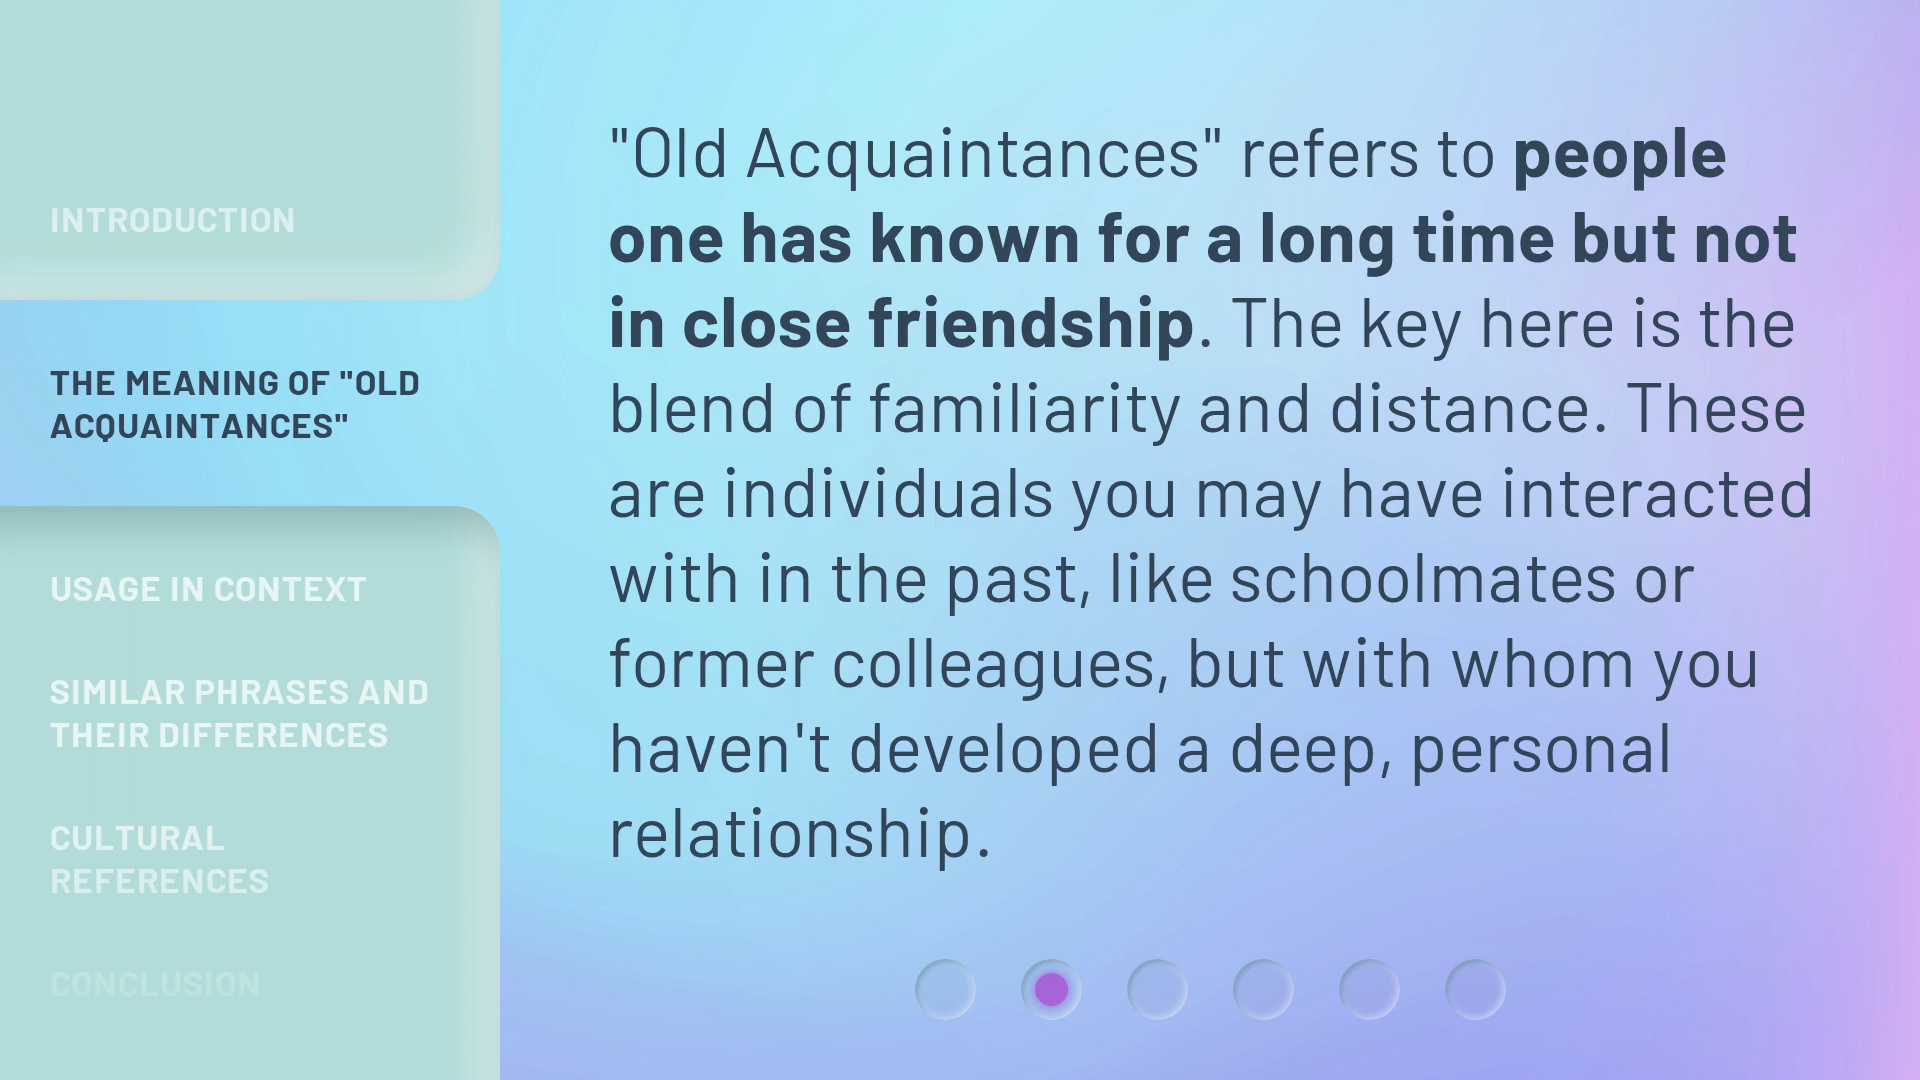 INTRODUCTION
THE MEANING OF "OLD
ACQUAINTANCES"
USAGE IN CONTEXT
SIMILAR PHRASES AND
THEIR DIFFERENCES
CULTURAL
REFERENCES
CONCLUSION
"Old Acquaintances" refers to people
one has known for a long time but not
in close friendship. The key here is the
blend of familiarity and distance. These
are individuals you may have interacted
with in the past, like schoolmates or
former colleagues, but with whom you
haven't developed a deep, personal
relationship.